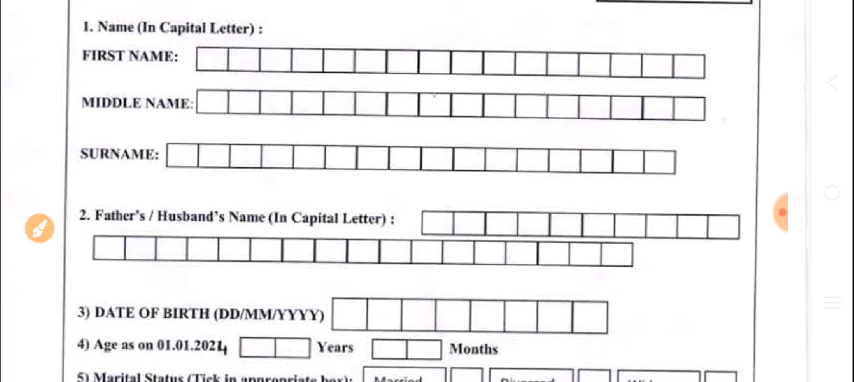 1. Name (In Capital Letter) :
FIRST NAME:
MIDDLE NAME:
SURNAME:
2. Father's / Husband's Name (In Capital Letter) :
3) DATE OF BIRTH (DD/MM/YYYY)
4) Age as on 01.01.2024 Years Months
5) Marital Status (Tick in appropriate box): Married Divorced